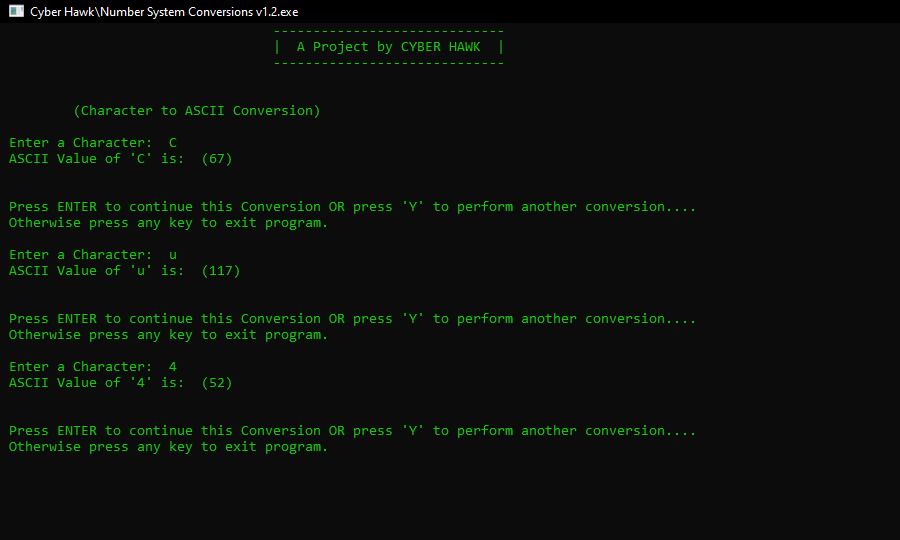 Cyber Hawk\Number System Conversions v1.2.exe
-----------------------------
|  A Project by CYBER HAWK  |
-----------------------------
(Character to ASCII Conversion)
Enter a Character:  C
ASCII Value of 'C' is:  (67)
Press ENTER to continue this Conversion OR press 'Y' to perform another conversion....
Otherwise press any key to exit program.
Enter a Character:  u
ASCII Value of 'u' is:  (117)
Press ENTER to continue this Conversion OR press 'Y' to perform another conversion....
Otherwise press any key to exit program.
Enter a Character:  4
ASCII Value of '4' is:  (52)
Press ENTER to continue this Conversion OR press 'Y' to perform another conversion....
Otherwise press any key to exit program.